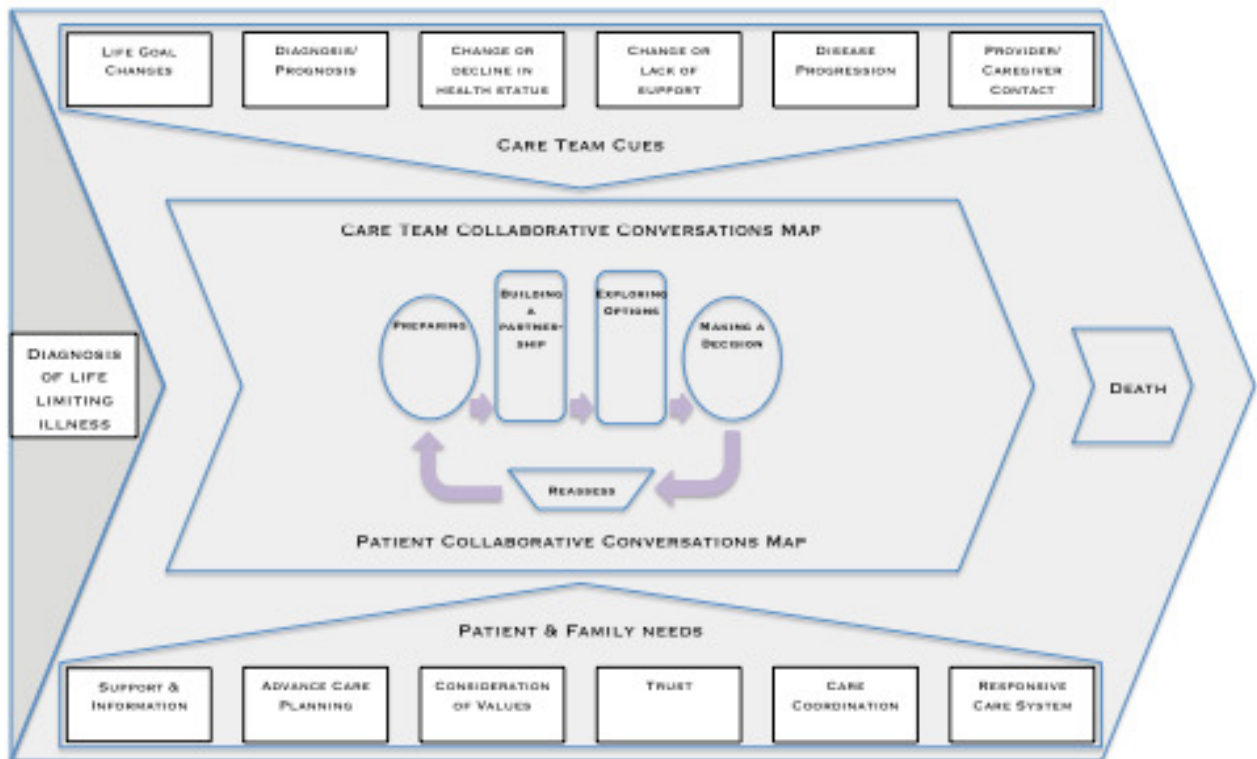 LIFE GOAL
CHANGES
DIAGNOSIS/
PROGNOSIS
CHANGE OR
DECLINE IN
HEALTH STATUS
CHANGE OR
LACK OF
SUPPORT
DISEASE
PROGRESSION
PROVIDER/
CAREGIVER
CONTACT
CARE TEAM CUES
CARE TEAM COLLABORATIVE CONVERSATIONS MAP
PREPARING
BUILDING
A
PARTNER-
SHIP
EXPLORING
OPTIONS
MAKING A
DECISION
REASSESS
PATIENT COLLABORATIVE CONVERSATIONS MAP
DIAGNOSIS
OF LIFE
LIMITING
ILLNESS
DEATH
PATIENT & FAMILY NEEDS
SUPPORT &
INFORMATION
ADVANCE CARE
PLANNING
CONSIDERATION
OF VALUES
TRUST
CARE
COORDINATION
RESPONSIVE
CARE SYSTEM